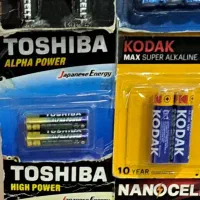 TOSHIBA
ALPHA POWER
Japanese Energy
TOSHIBA
HIGH POWER
KODAK
MAX SUPER ALKALINE
KODAK
KODAK
10 YEAR
NANOCEL